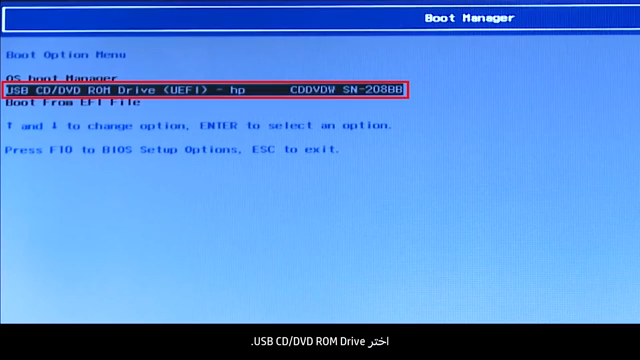 Boot Manager
Boot Option Menu
OS boot Manager
USB CD/DVD ROM Drive (UEFI) - hp CDDVDW SN-208BB
Boot From EFI File
↑ and ↓ to change option, ENTER to select an option.
Press F10 to BIOS Setup Options, ESC to exit.
اختر USB CD/DVD ROM Drive.